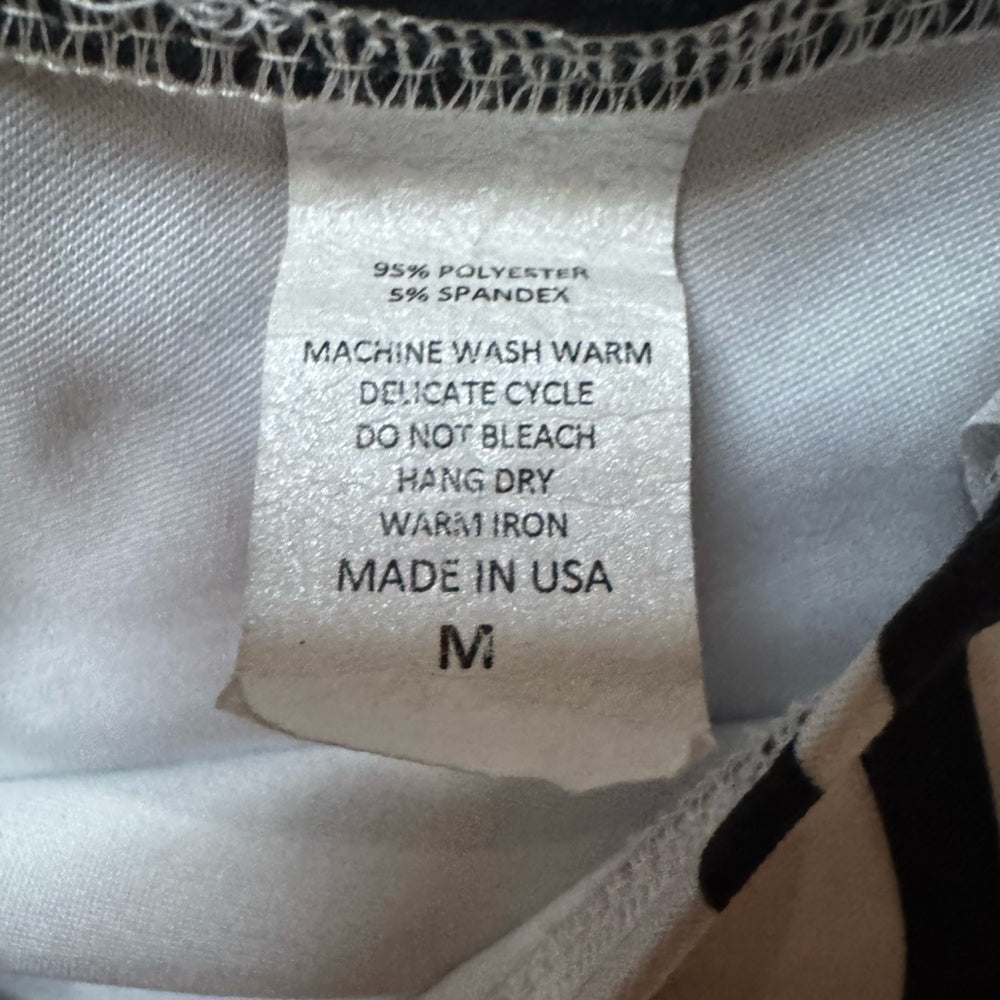 95% POLYESTER
5% SPANDEX
MACHINE WASH WARM
DELICATE CYCLE
DO NOT BLEACH
HANG DRY
WARM IRON
MADE IN USA
M